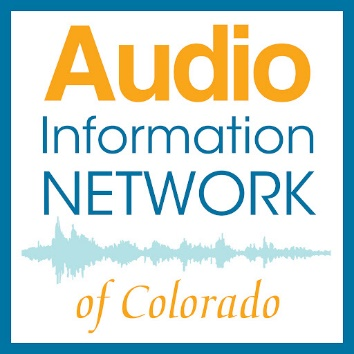 Audio
Information
NETWORK
of Colorado